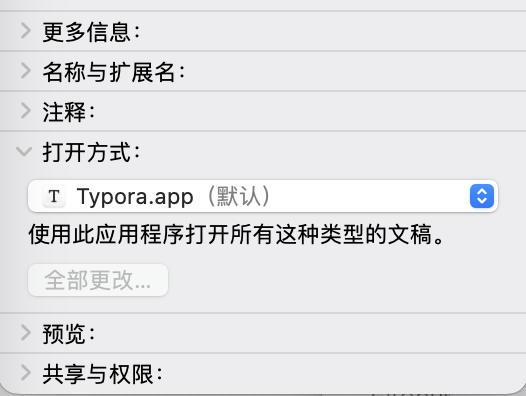 更多信息：
名称与扩展名：
注释：
打开方式：
T Typora.app（默认）
使用此应用程序打开所有这种类型的文稿。
全部更改...
预览：
共享与权限：